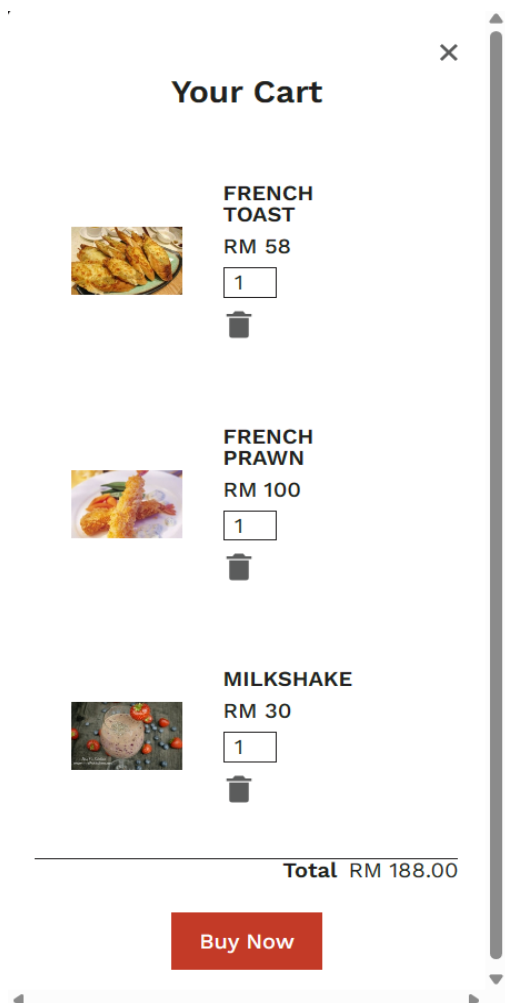 Your Cart
FRENCH
TOAST
RM 58
1
FRENCH
PRAWN
RM 100
1
MILKSHAKE
RM 30
1
Total RM 188.00
Buy Now